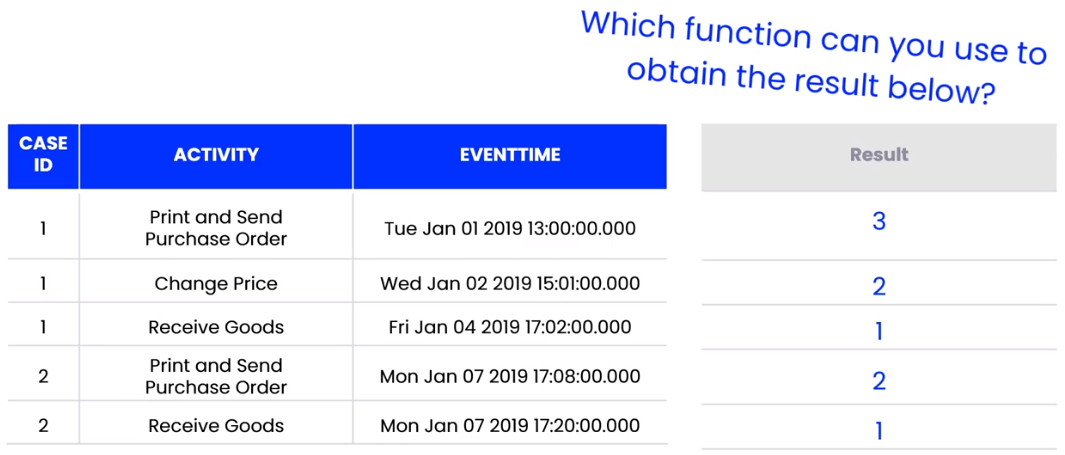 Which function can you use to
obtain the result below?
CASE
ID
ACTIVITY
EVENTTIME
Result
1
Print and Send
Purchase Order
Tue Jan 01 2019 13:00:00.000
3
1
Change Price
Wed Jan 02 2019 15:01:00.000
2
1
Receive Goods
Fri Jan 04 2019 17:02:00.000
1
2
Print and Send
Purchase Order
Mon Jan 07 2019 17:08:00.000
2
2
Receive Goods
Mon Jan 07 2019 17:20:00.000
1